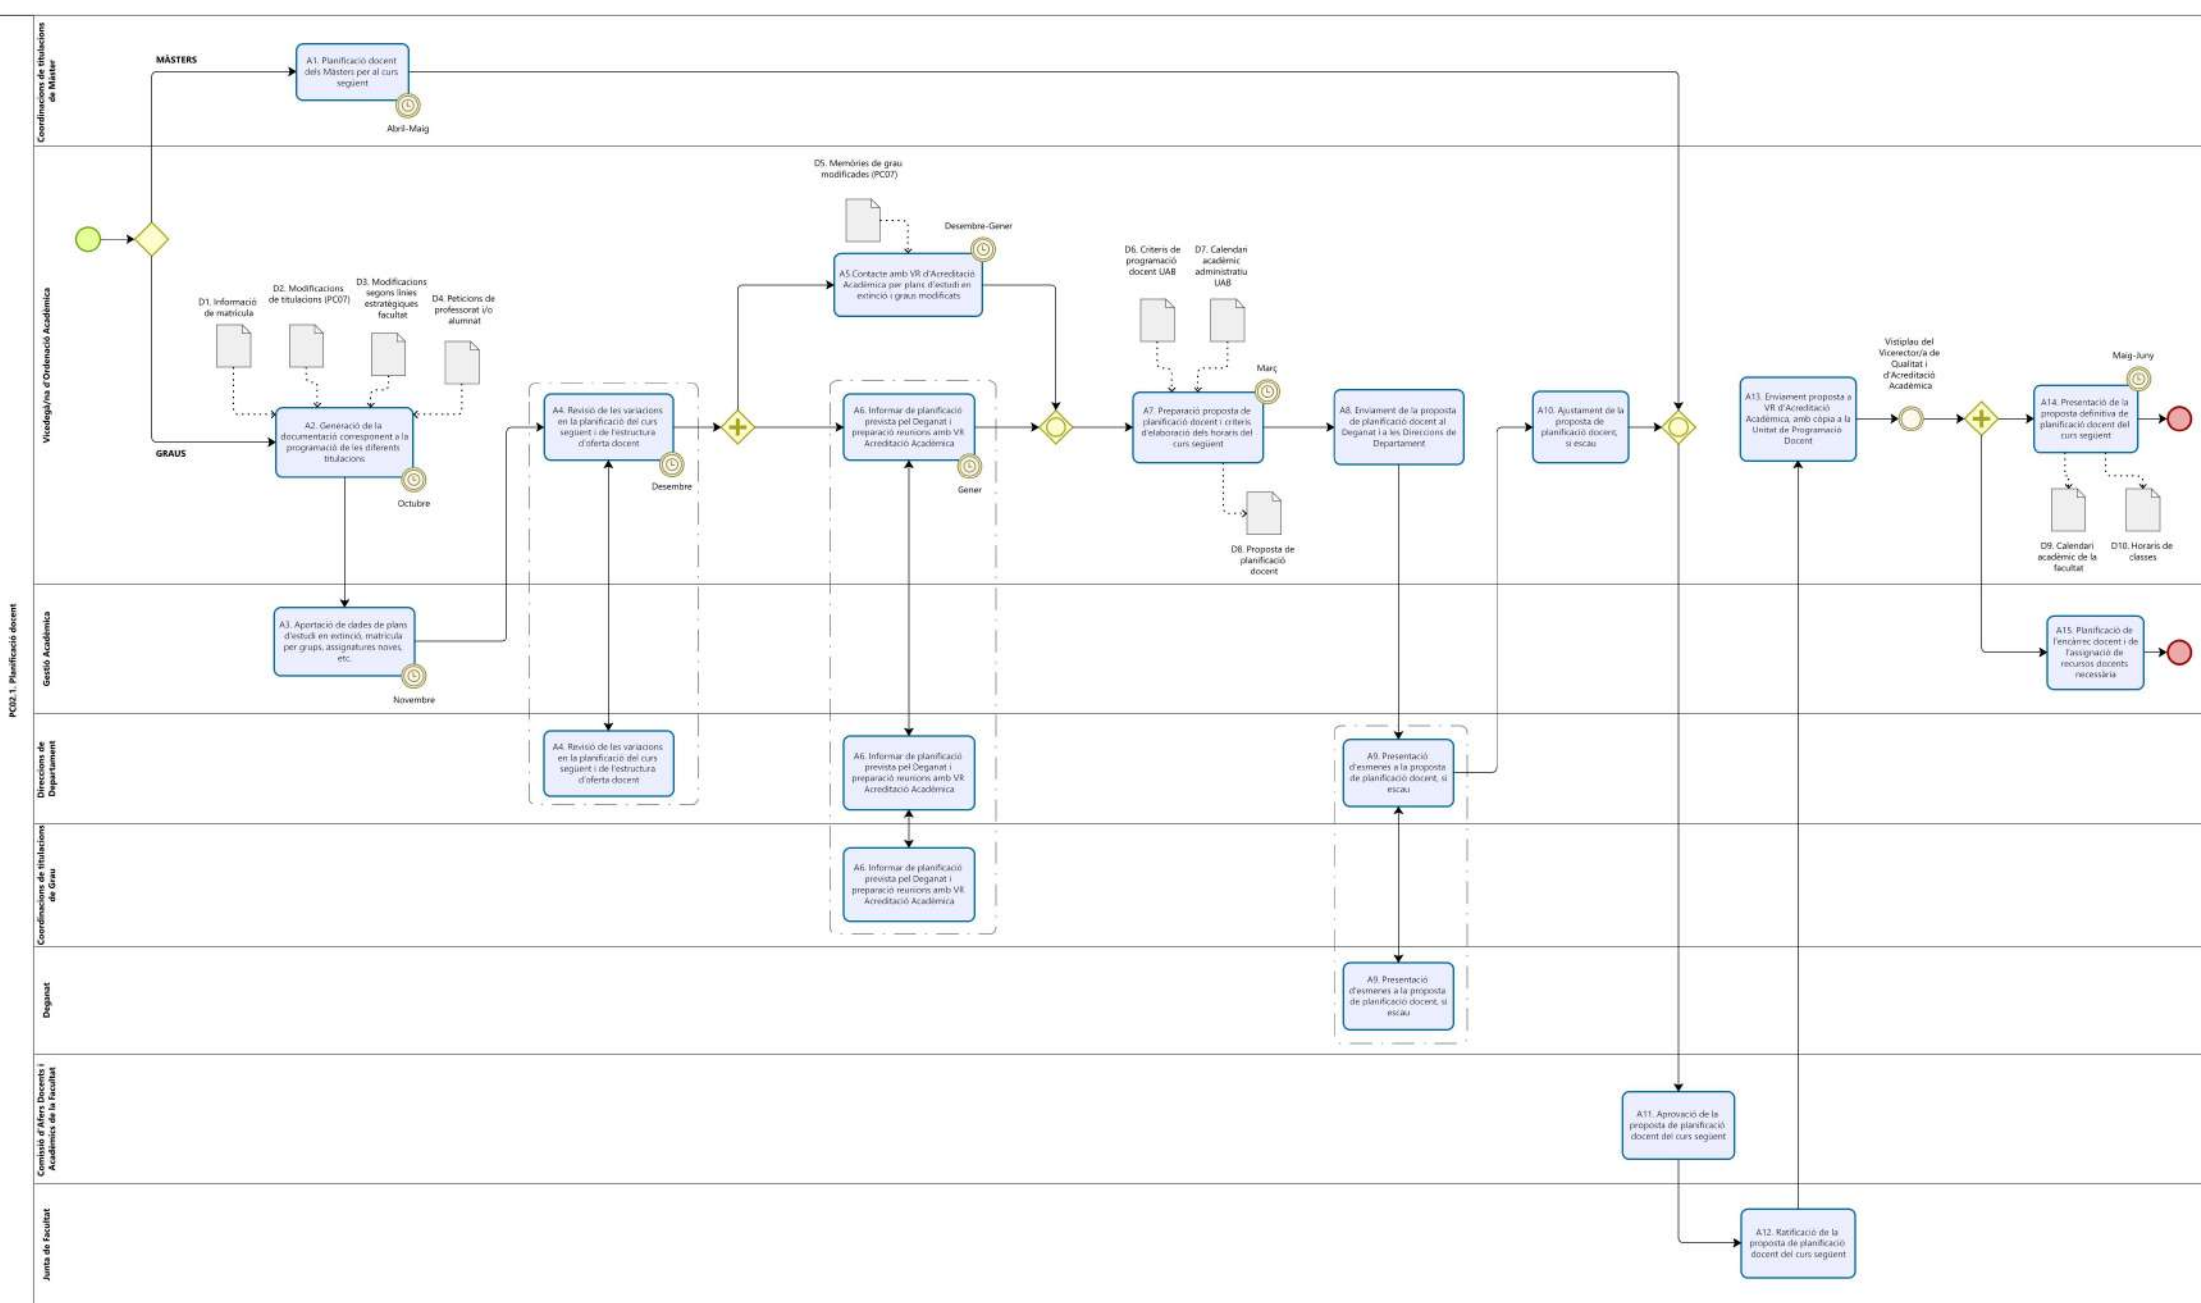 PC02.1. Planificació docent
Coordinacions de titulacions
de Màster
MÀSTERS
A1. Planificació docent
dels Màsters per al curs
següent
Abril-Maig
Vicedegà/na d'Ordenació Acadèmica
GRAUS
D1. Informació
de matrícula
D2. Modificacions
de titulacions (PC07)
D3. Modificacions
segons línies
estratègiques
facultat
D4. Peticions de
professorat i/o
alumnat
A2. Generació de la
documentació corresponent a la
programació de les diferents
titulacions
Octubre
A4. Revisió de les variacions
en la planificació del curs
següent i de l'estructura
d'oferta docent
Desembre
D5. Memòries de grau
modificades (PC07)
Desembre-Gener
A5.Contacte amb VR d'Acreditació
Acadèmica per plans d'estudi en
extinció i graus modificats
A6. Informar de planificació
prevista pel Deganat i
preparació reunions amb VR
Acreditació Acadèmica
Gener
D6. Criteris de
programació
docent UAB
D7. Calendari
acadèmic
administratiu
UAB
Març
A7. Preparació proposta de
planificació docent i criteris
d'elaboració dels horaris del
curs següent
D8. Proposta de
planificació
docent
A8. Enviament de la proposta
de planificació docent al
Deganat i a les Direccions de
Departament
A10. Ajustament de la
proposta de
planificació docent,
si escau
A13. Enviament proposta a
VR d'Acreditació
Acadèmica, amb còpia a la
Unitat de Programació
Docent
Vistiplau del
Vicerector/a de
Qualitat i
d'Acreditació
Acadèmica
Maig-Juny
A14. Presentació de la
proposta definitiva de
planificació docent del
curs següent
D9. Calendari
acadèmic de la
facultat
D10. Horaris de
classes
Gestió Acadèmica
A3. Aportació de dades de plans
d'estudi en extinció, matrícula
per grups, assignatures noves,
etc.
Novembre
A15. Planificació de
l'encàrrec docent i de
l'assignació de
recursos docents
necessària
Direccions de
Departament
A4. Revisió de les variacions
en la planificació del curs
següent i de l'estructura
d'oferta docent
A6. Informar de planificació
prevista pel Deganat i
preparació reunions amb VR
Acreditació Acadèmica
A9. Presentació
d'esmenes a la proposta
de planificació docent, si
escau
Coordinacions de titulacions
de Grau
A6. Informar de planificació
prevista pel Deganat i
preparació reunions amb VR
Acreditació Acadèmica
Deganat
A9. Presentació
d'esmenes a la proposta
de planificació docent, si
escau
Comissió d'Afers Docents i
Acadèmics de la Facultat
A11. Aprovació de la
proposta de planificació
docent del curs següent
Junta de Facultat
A12. Ratificació de la
proposta de planificació
docent del curs següent